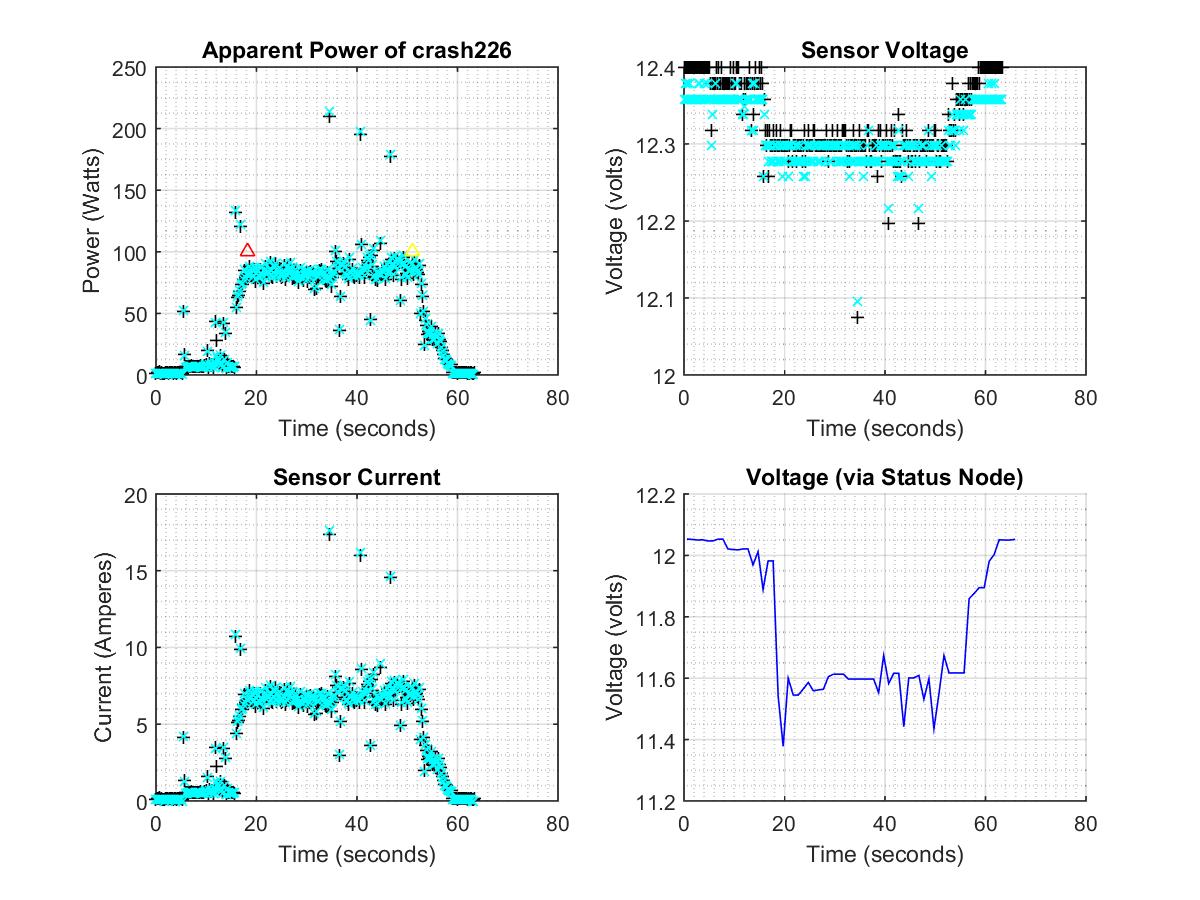 Apparent Power of crash226
250
200
150
100
50
0
Power (Watts)
0 20 40 60 80
Time (seconds)
Sensor Voltage
12.4
12.3
12.2
12.1
12
Voltage (volts)
0 20 40 60 80
Time (seconds)
Sensor Current
20
15
10
5
0
Current (Amperes)
0 20 40 60 80
Time (seconds)
Voltage (via Status Node)
12.2
12
11.8
11.6
11.4
11.2
Voltage (volts)
0 20 40 60 80
Time (seconds)